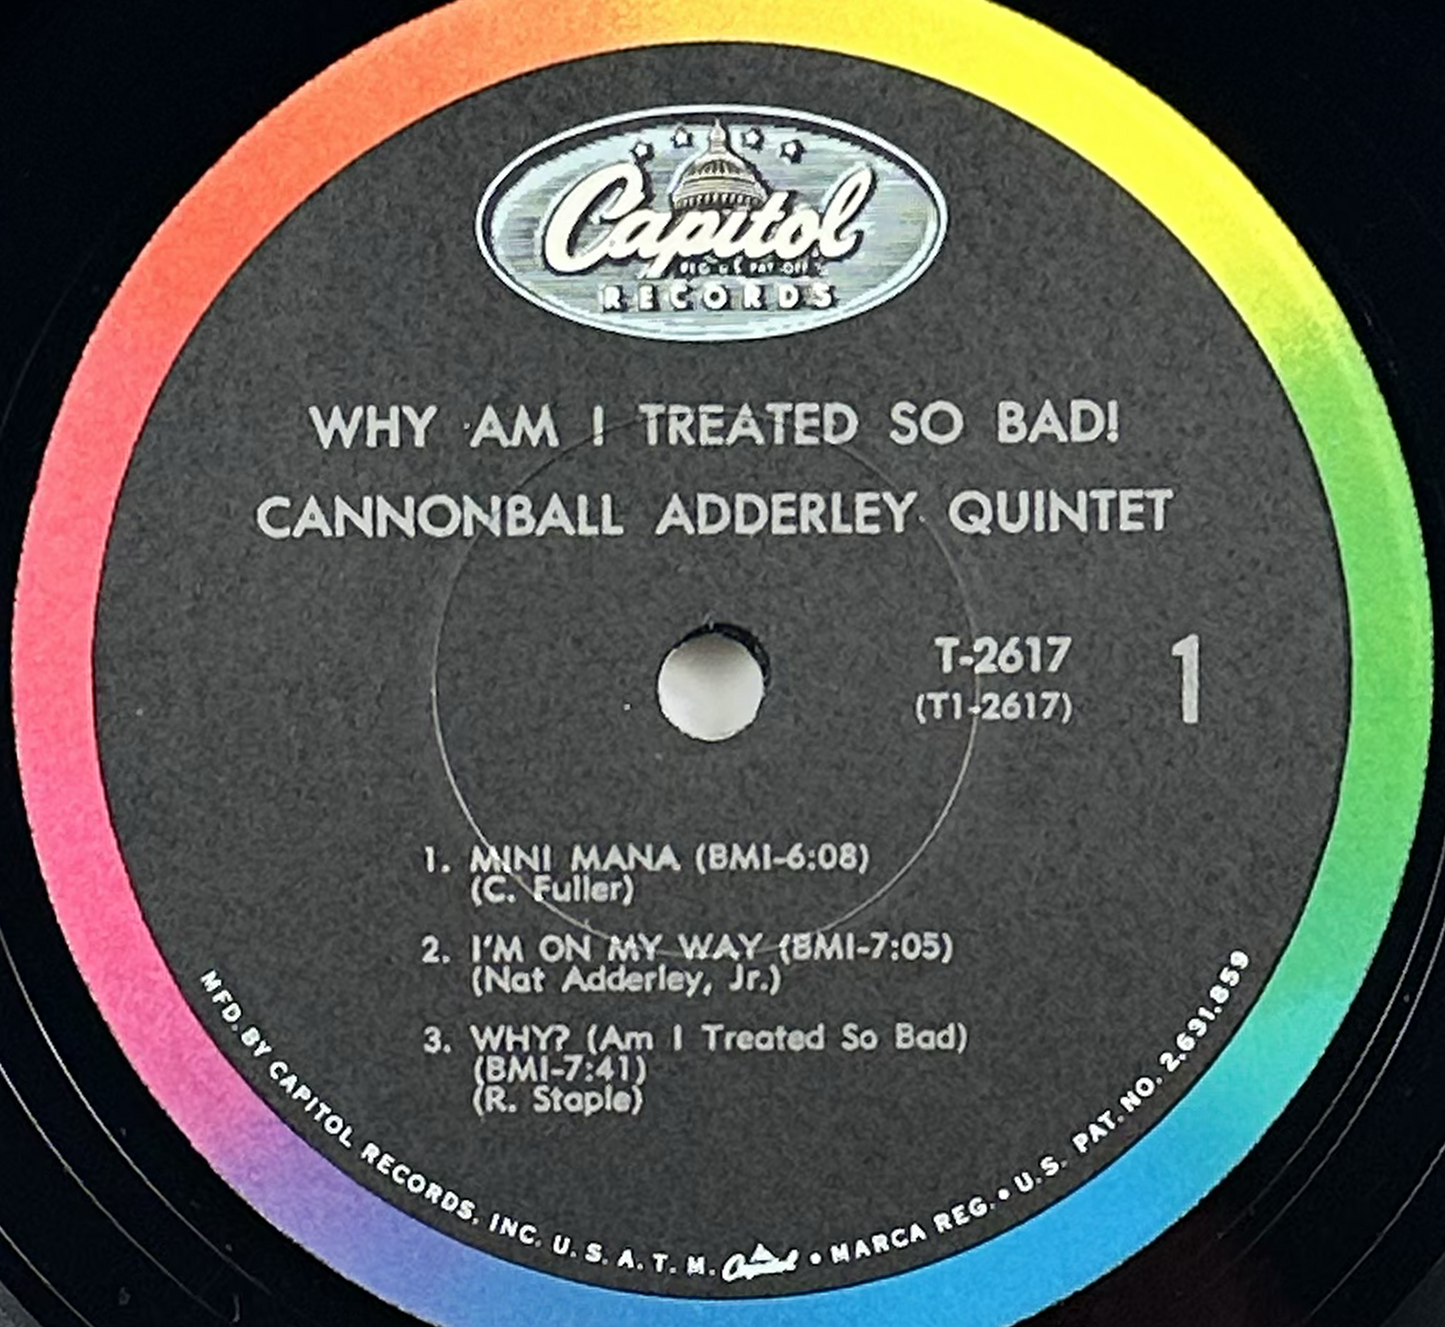 Capitol
REG. U.S. PAT. OFF.
RECORDS
WHY AM I TREATED SO BAD!
CANNONBALL ADDERLEY QUINTET
T-2617
(T1-2617)
1
1. MINI MANA (BMI-6:08)
(C. Fuller)
2. I'M ON MY WAY (BMI-7:05)
(Nat Adderley, Jr.)
3. WHY? (Am I Treated So Bad)
(BMI-7:41)
(R. Staple)
MFD. BY CAPITOL RECORDS, INC. U. S. A. T. M. Capitol • MARCA REG. • U.S. PAT. NO. 2,631,859